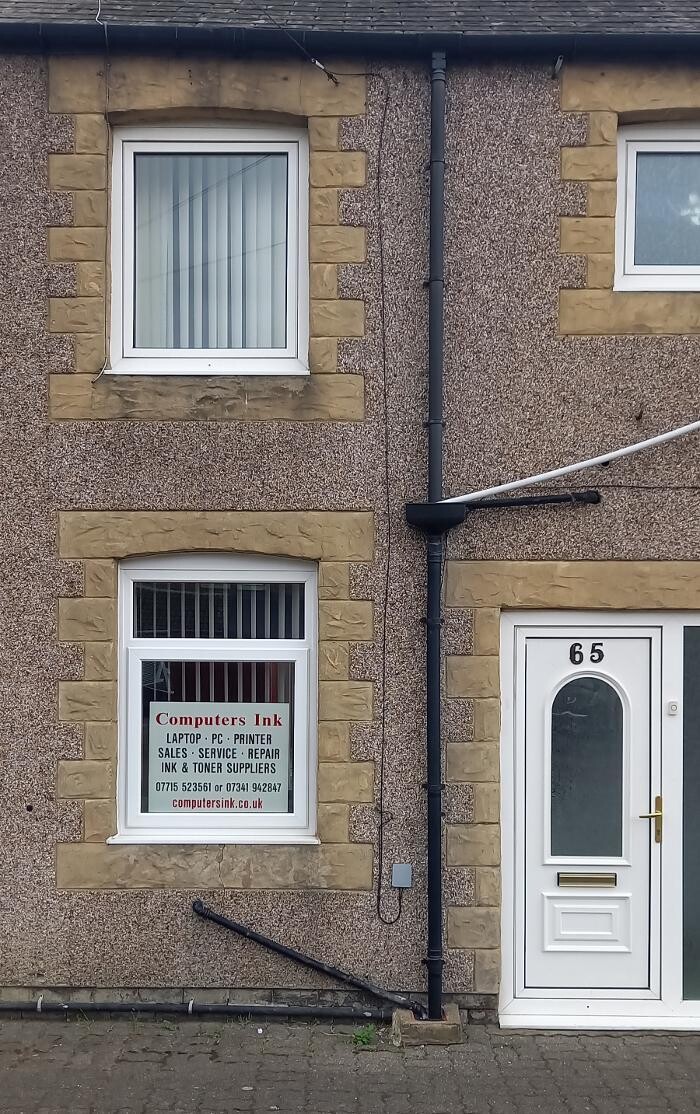 65
Computers Ink
LAPTOP · PC · PRINTER
SALES · SERVICE · REPAIR
INK & TONER SUPPLIERS
07715 523561 or 07341 942847
computersink.co.uk